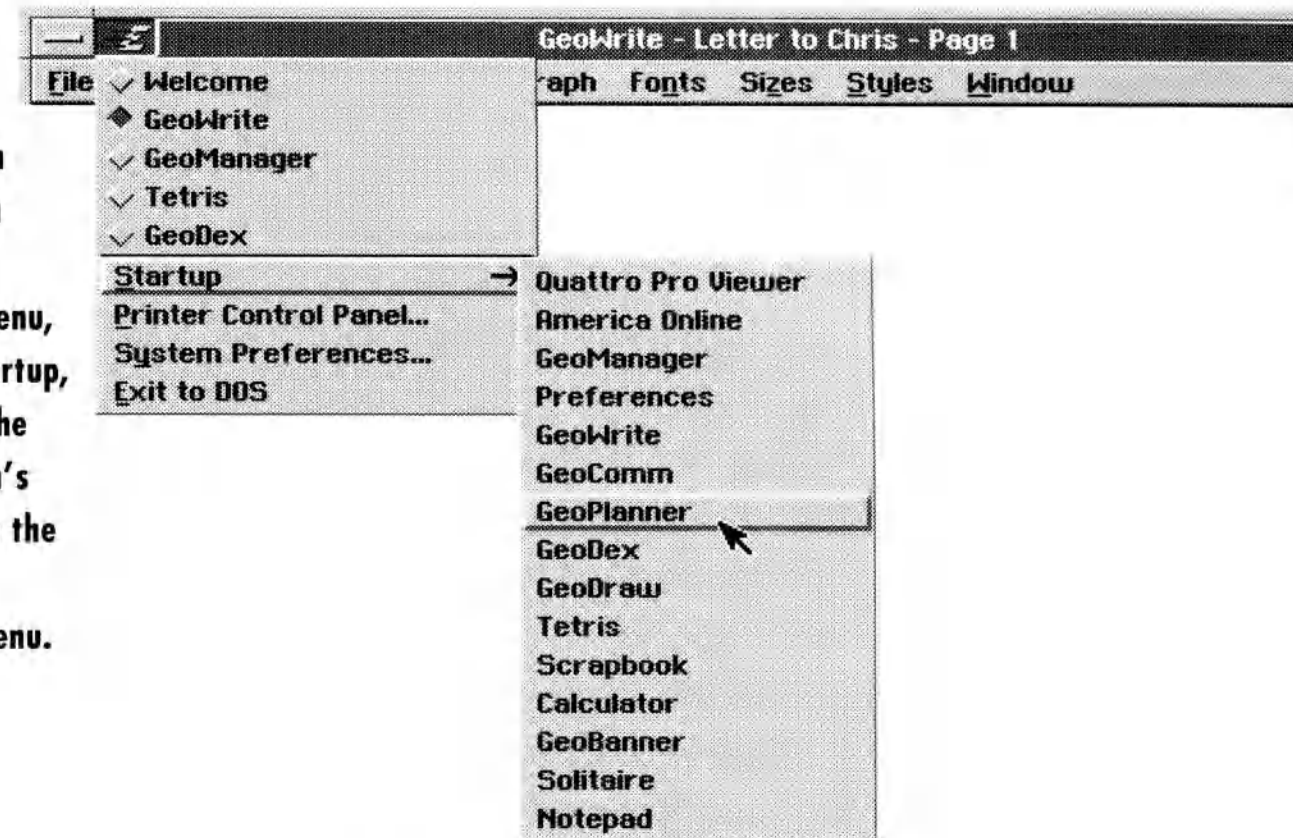 GeoWrite - Letter to Chris - Page 1
File aph Fonts Sizes Styles Window
Welcome
GeoWrite
GeoManager
Tetris
GeoDex
Startup
Printer Control Panel...
System Preferences...
Exit to DOS
Quattro Pro Viewer
America Online
GeoManager
Preferences
GeoWrite
GeoComm
GeoPlanner
GeoDex
GeoDraw
Tetris
Scrapbook
Calculator
GeoBanner
Solitaire
Notepad
enu,
rtup,
he
's
the
enu.